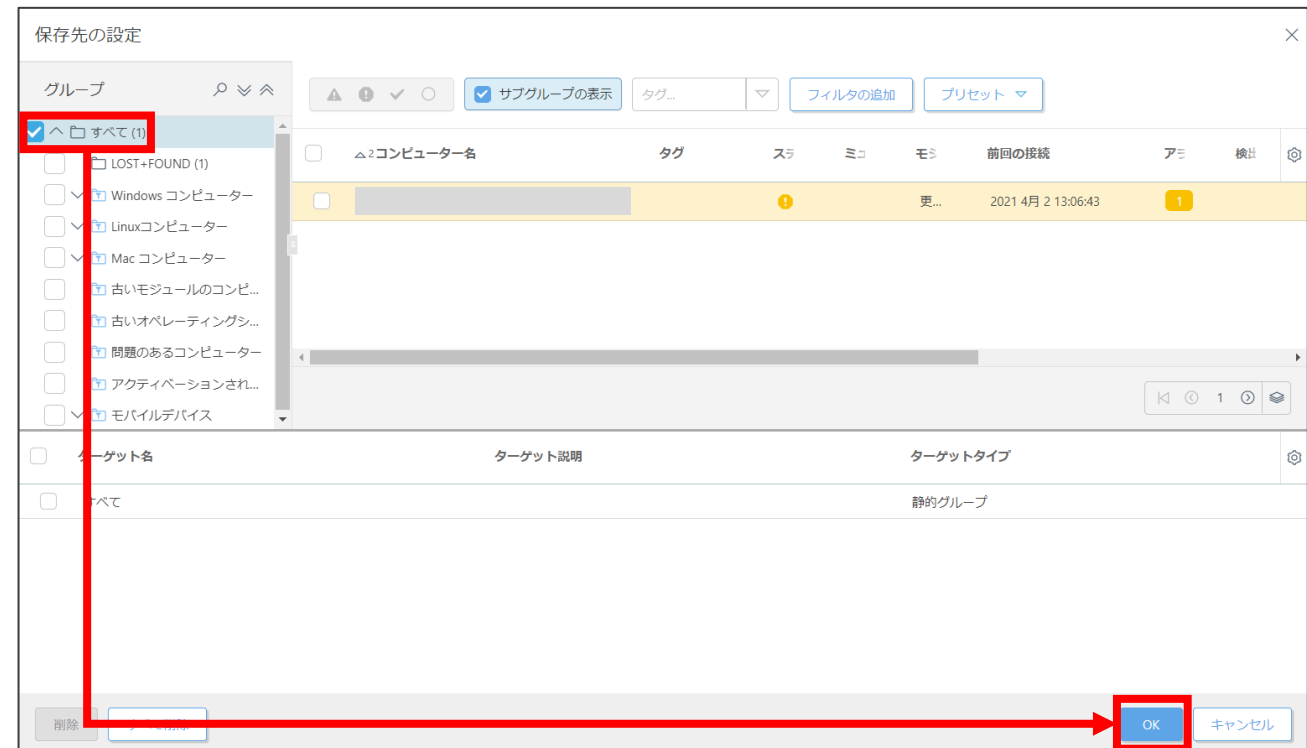 保存先の設定
グループ
サブグループの表示
タグ...
フィルタの追加
プリセット
すべて (1)
LOST+FOUND (1)
Windows コンピューター
Linuxコンピューター
Mac コンピューター
古いモジュールのコンピ...
古いオペレーティングシ...
問題のあるコンピューター
アクティベーションされ...
モバイルデバイス
2コンピューター名 タグ ス ミ モ 前回の接続 ア 検
更... 2021 4月 2 13:06:43 1
1
ターゲット名 ターゲット説明 ターゲットタイプ
すべて 静的グループ
削除
削除
OK
キャンセル